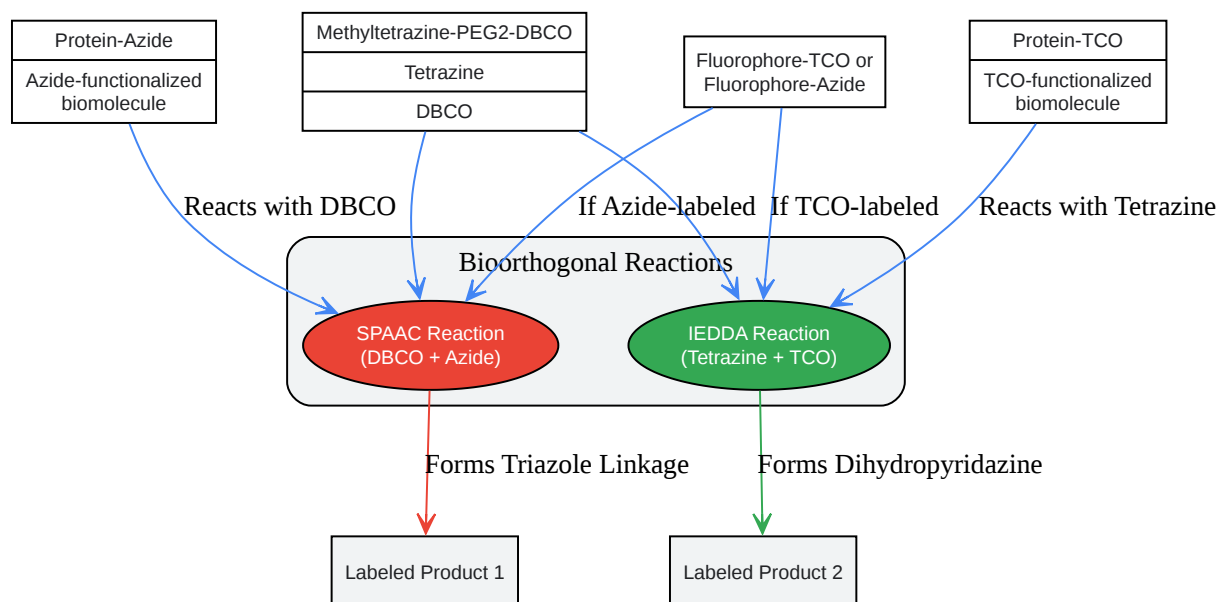 Protein-Azide
Azide-functionalized
biomolecule
Methyltetrazine-PEG2-DBCO
Tetrazine
DBCO
Fluorophore-TCO or
Fluorophore-Azide
Protein-TCO
TCO-functionalized
biomolecule
Reacts with DBCO
If Azide-labeled
If TCO-labeled
Reacts with Tetrazine
Bioorthogonal Reactions
SPAAC Reaction
(DBCO + Azide)
IEDDA Reaction
(Tetrazine + TCO)
Forms Triazole Linkage
Forms Dihydropyridazine
Labeled Product 1
Labeled Product 2